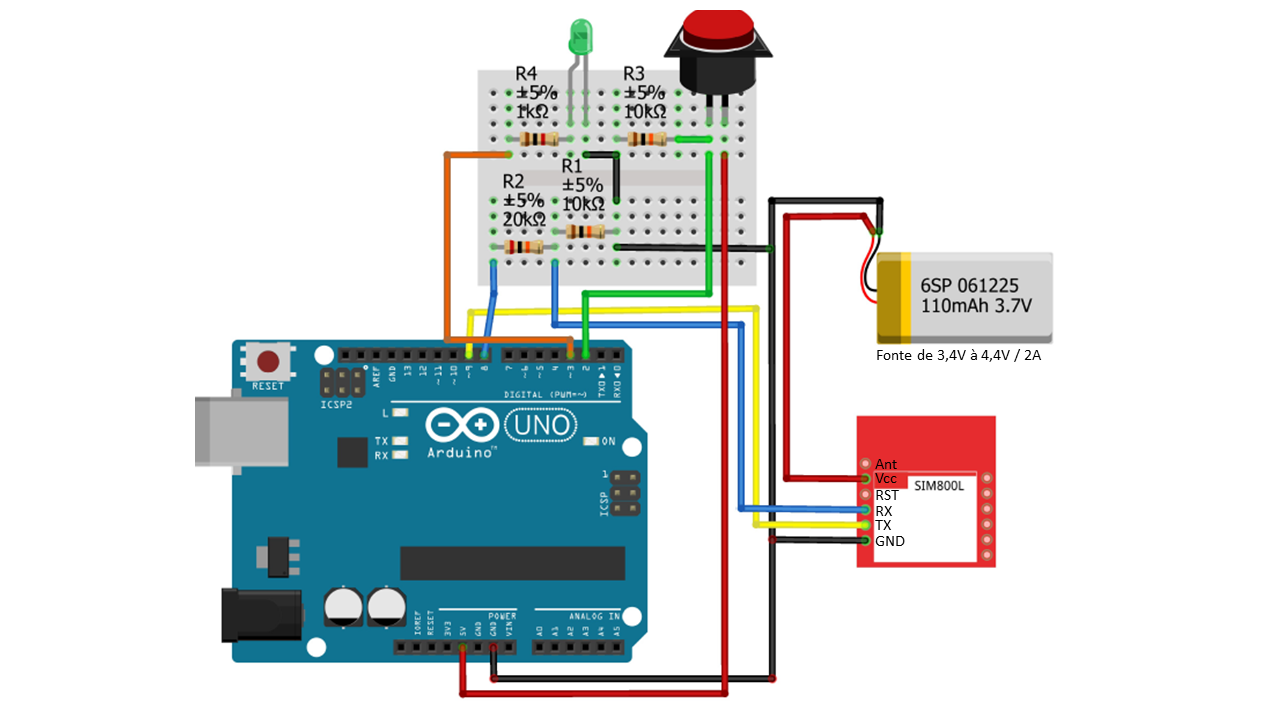 R4
±5%
1kΩ
R3
±5%
10kΩ
R1
±5%
10kΩ
R2
±5%
20kΩ
6SP 061225
110mAh 3.7V
Fonte de 3,4V à 4,4V / 2A
RESET
ICSP2
AREF
GND
13
12
~11
~10
~9
8
7
~6
~5
4
~3
2
TX0▶1
RX0◀0
DIGITAL (PWM=~)
L
TX
RX
Arduino™
UNO
ON
1
ICSP
Ant
Vcc
RST
RX
TX
GND
SIM800L
POWER
ANALOG IN
IOREF
RESET
3V3
5V
GND
GND
VIN
A0
A1
A2
A3
A4
A5